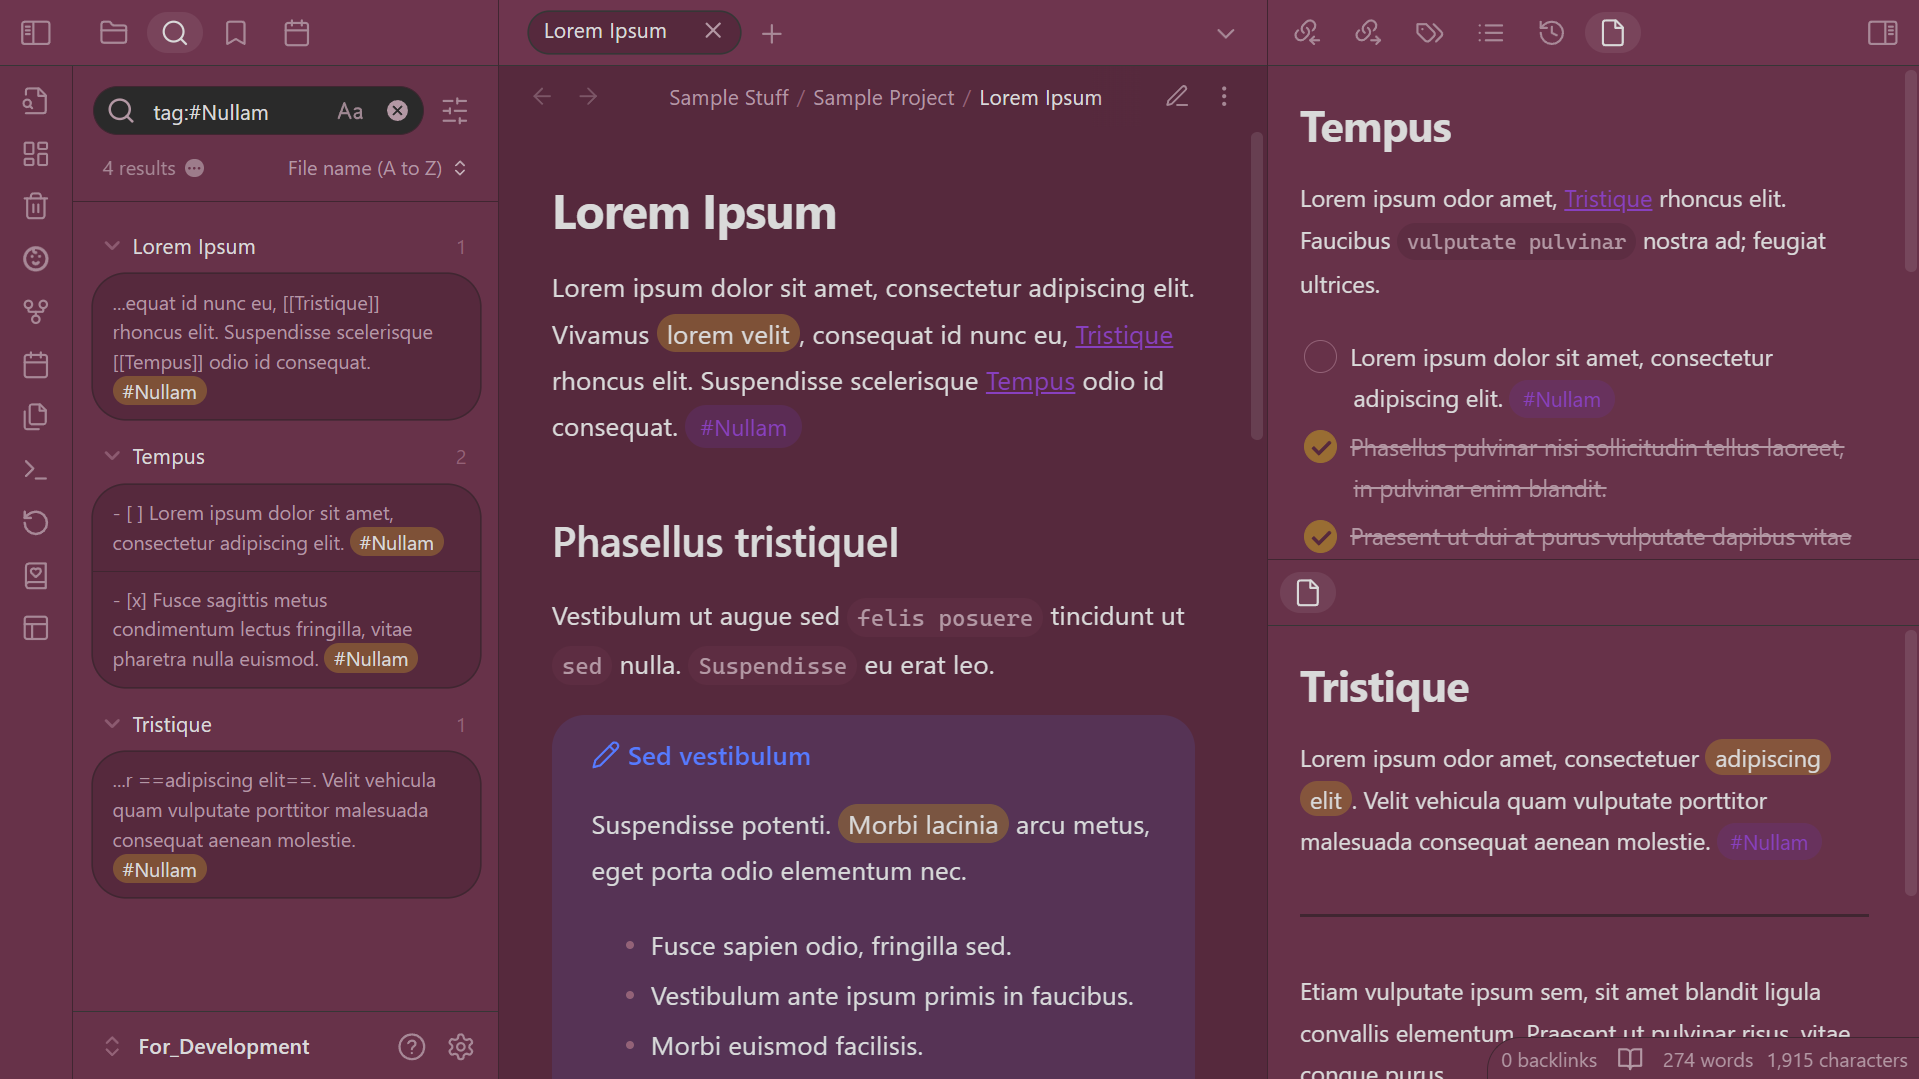 tag:#Nullam
Aa
4 results
File name (A to Z)
Lorem Ipsum
1
...equat id nunc eu, [[Tristique]]
rhoncus elit. Suspendisse scelerisque
[[Tempus]] odio id consequat.
#Nullam
Tempus
2
- [ ] Lorem ipsum dolor sit amet,
consectetur adipiscing elit. #Nullam
- [x] Fusce sagittis metus
condimentum lectus fringilla, vitae
pharetra nulla euismod. #Nullam
Tristique
1
...r ==adipiscing elit==. Velit vehicula
quam vulputate porttitor malesuada
consequat aenean molestie.
#Nullam
For_Development
Lorem Ipsum
Sample Stuff / Sample Project / Lorem Ipsum
Lorem Ipsum
Lorem ipsum dolor sit amet, consectetur adipiscing elit.
Vivamus lorem velit, consequat id nunc eu, Tristique
rhoncus elit. Suspendisse scelerisque Tempus odio id
consequat. #Nullam
Phasellus tristiquel
Vestibulum ut augue sed felis posuere tincidunt ut
sed nulla. Suspendisse eu erat leo.
Sed vestibulum
Suspendisse potenti. Morbi lacinia arcu metus,
eget porta odio elementum nec.
• Fusce sapien odio, fringilla sed.
• Vestibulum ante ipsum primis in faucibus.
• Morbi euismod facilisis.
Tempus
Lorem ipsum odor amet, Tristique rhoncus elit.
Faucibus vulputate pulvinar nostra ad; feugiat
ultrices.
Lorem ipsum dolor sit amet, consectetur
adipiscing elit. #Nullam
Phasellus pulvinar nisi sollicitudin tellus laoreet,
in pulvinar enim blandit.
Praesent ut dui at purus vulputate dapibus vitae
Tristique
Lorem ipsum odor amet, consectetuer adipiscing
elit. Velit vehicula quam vulputate porttitor
malesuada consequat aenean molestie. #Nullam
Etiam vulputate ipsum sem, sit amet blandit ligula
convallis elementum. Praesent ut pulvinar risus, vitae
congue purus
0 backlinks
274 words
1,915 characters